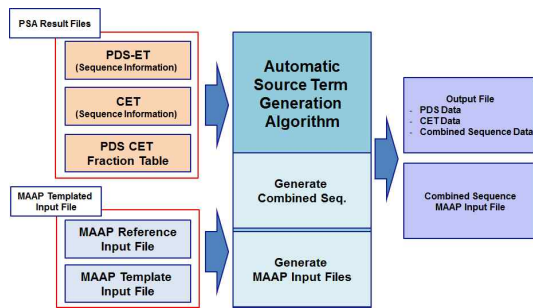 PSA Result Files
PDS-ET
(Sequence Information)
CET
(Sequence Information)
PDS CET
Fraction Table
MAAP Templated
Input File
MAAP Reference
Input File
MAAP Template
Input File
Automatic
Source Term
Generation
Algorithm
Generate
Combined Seq.
Generate
MAAP Input Files
Output File
- PDS Data
- CET Data
- Combined Sequence Data
Combined Sequence
MAAP Input File